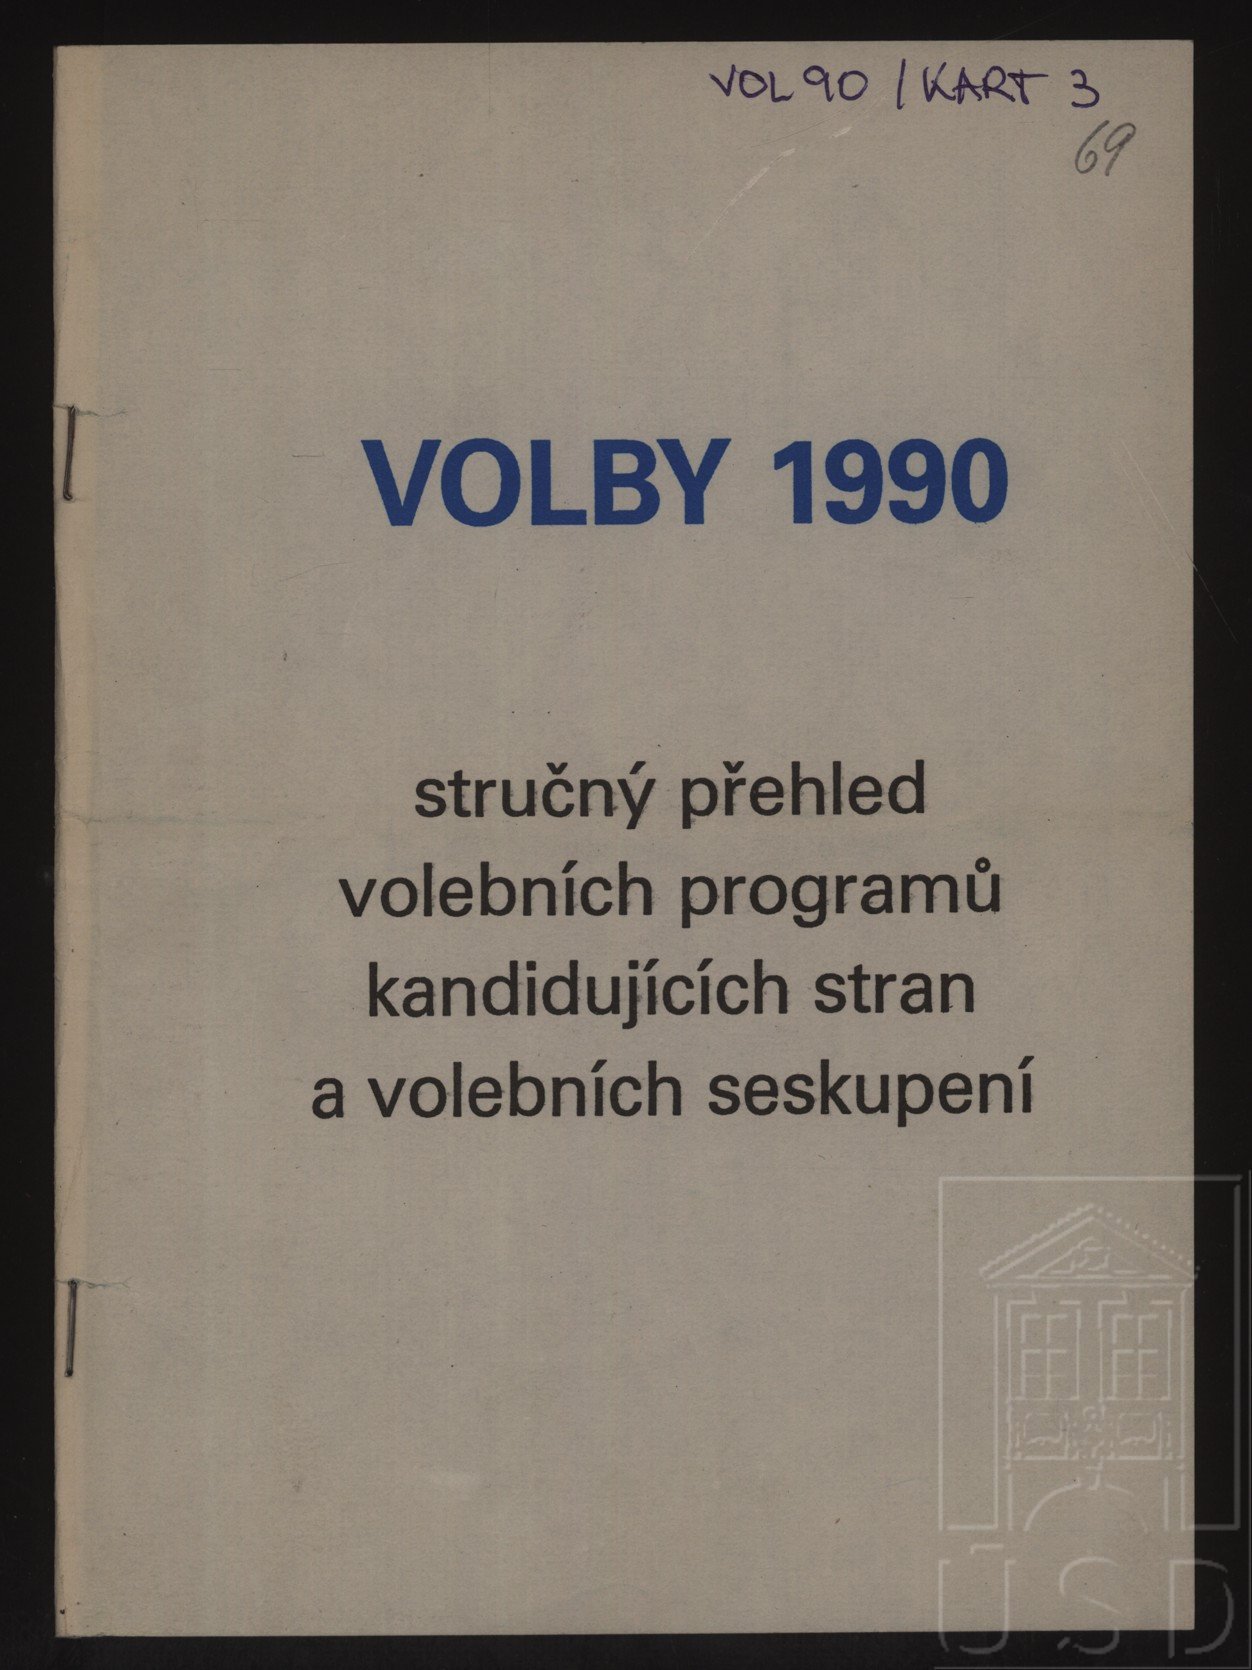 VOL 90 / KART 3
69
VOLBY 1990
stručný přehled
volebních programů
kandidujících stran
a volebních seskupení
ÚSD